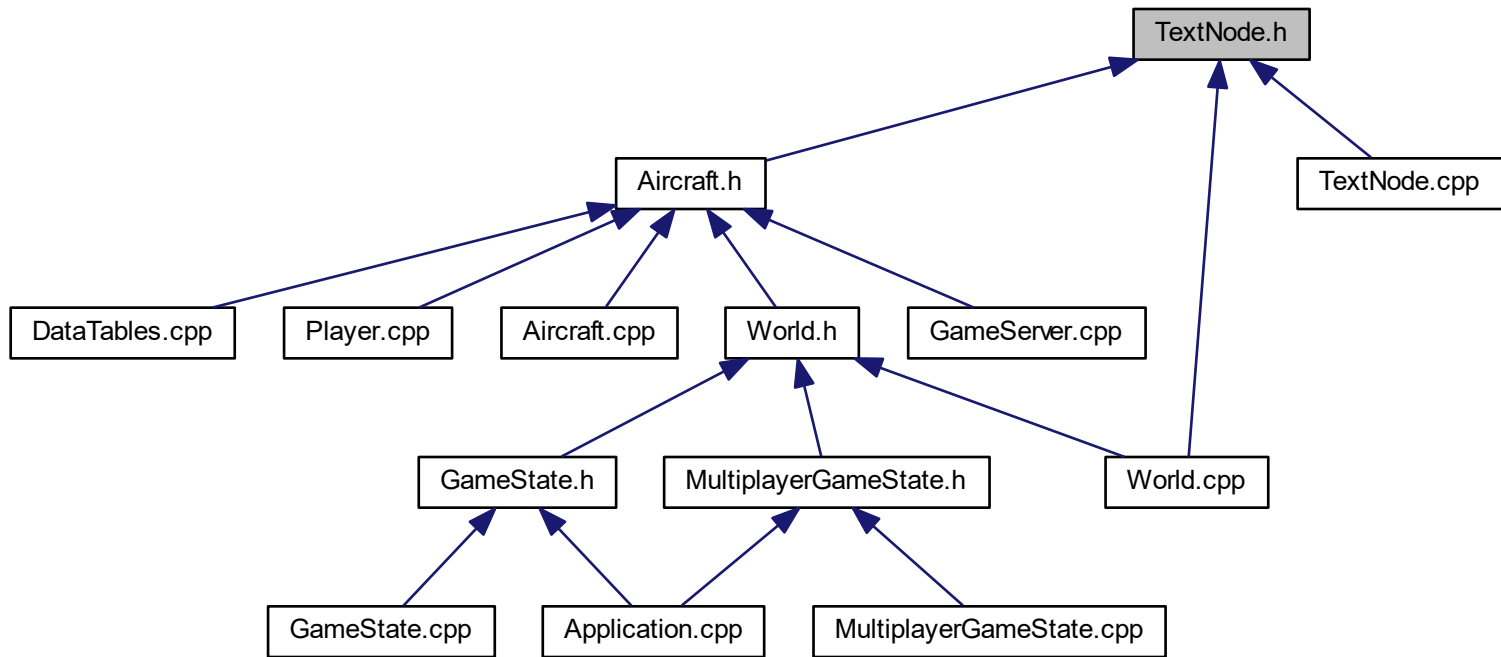 TextNode.h
Aircraft.h
TextNode.cpp
DataTables.cpp
Player.cpp
Aircraft.cpp
World.h
GameServer.cpp
GameState.h
MultiplayerGameState.h
World.cpp
GameState.cpp
Application.cpp
MultiplayerGameState.cpp